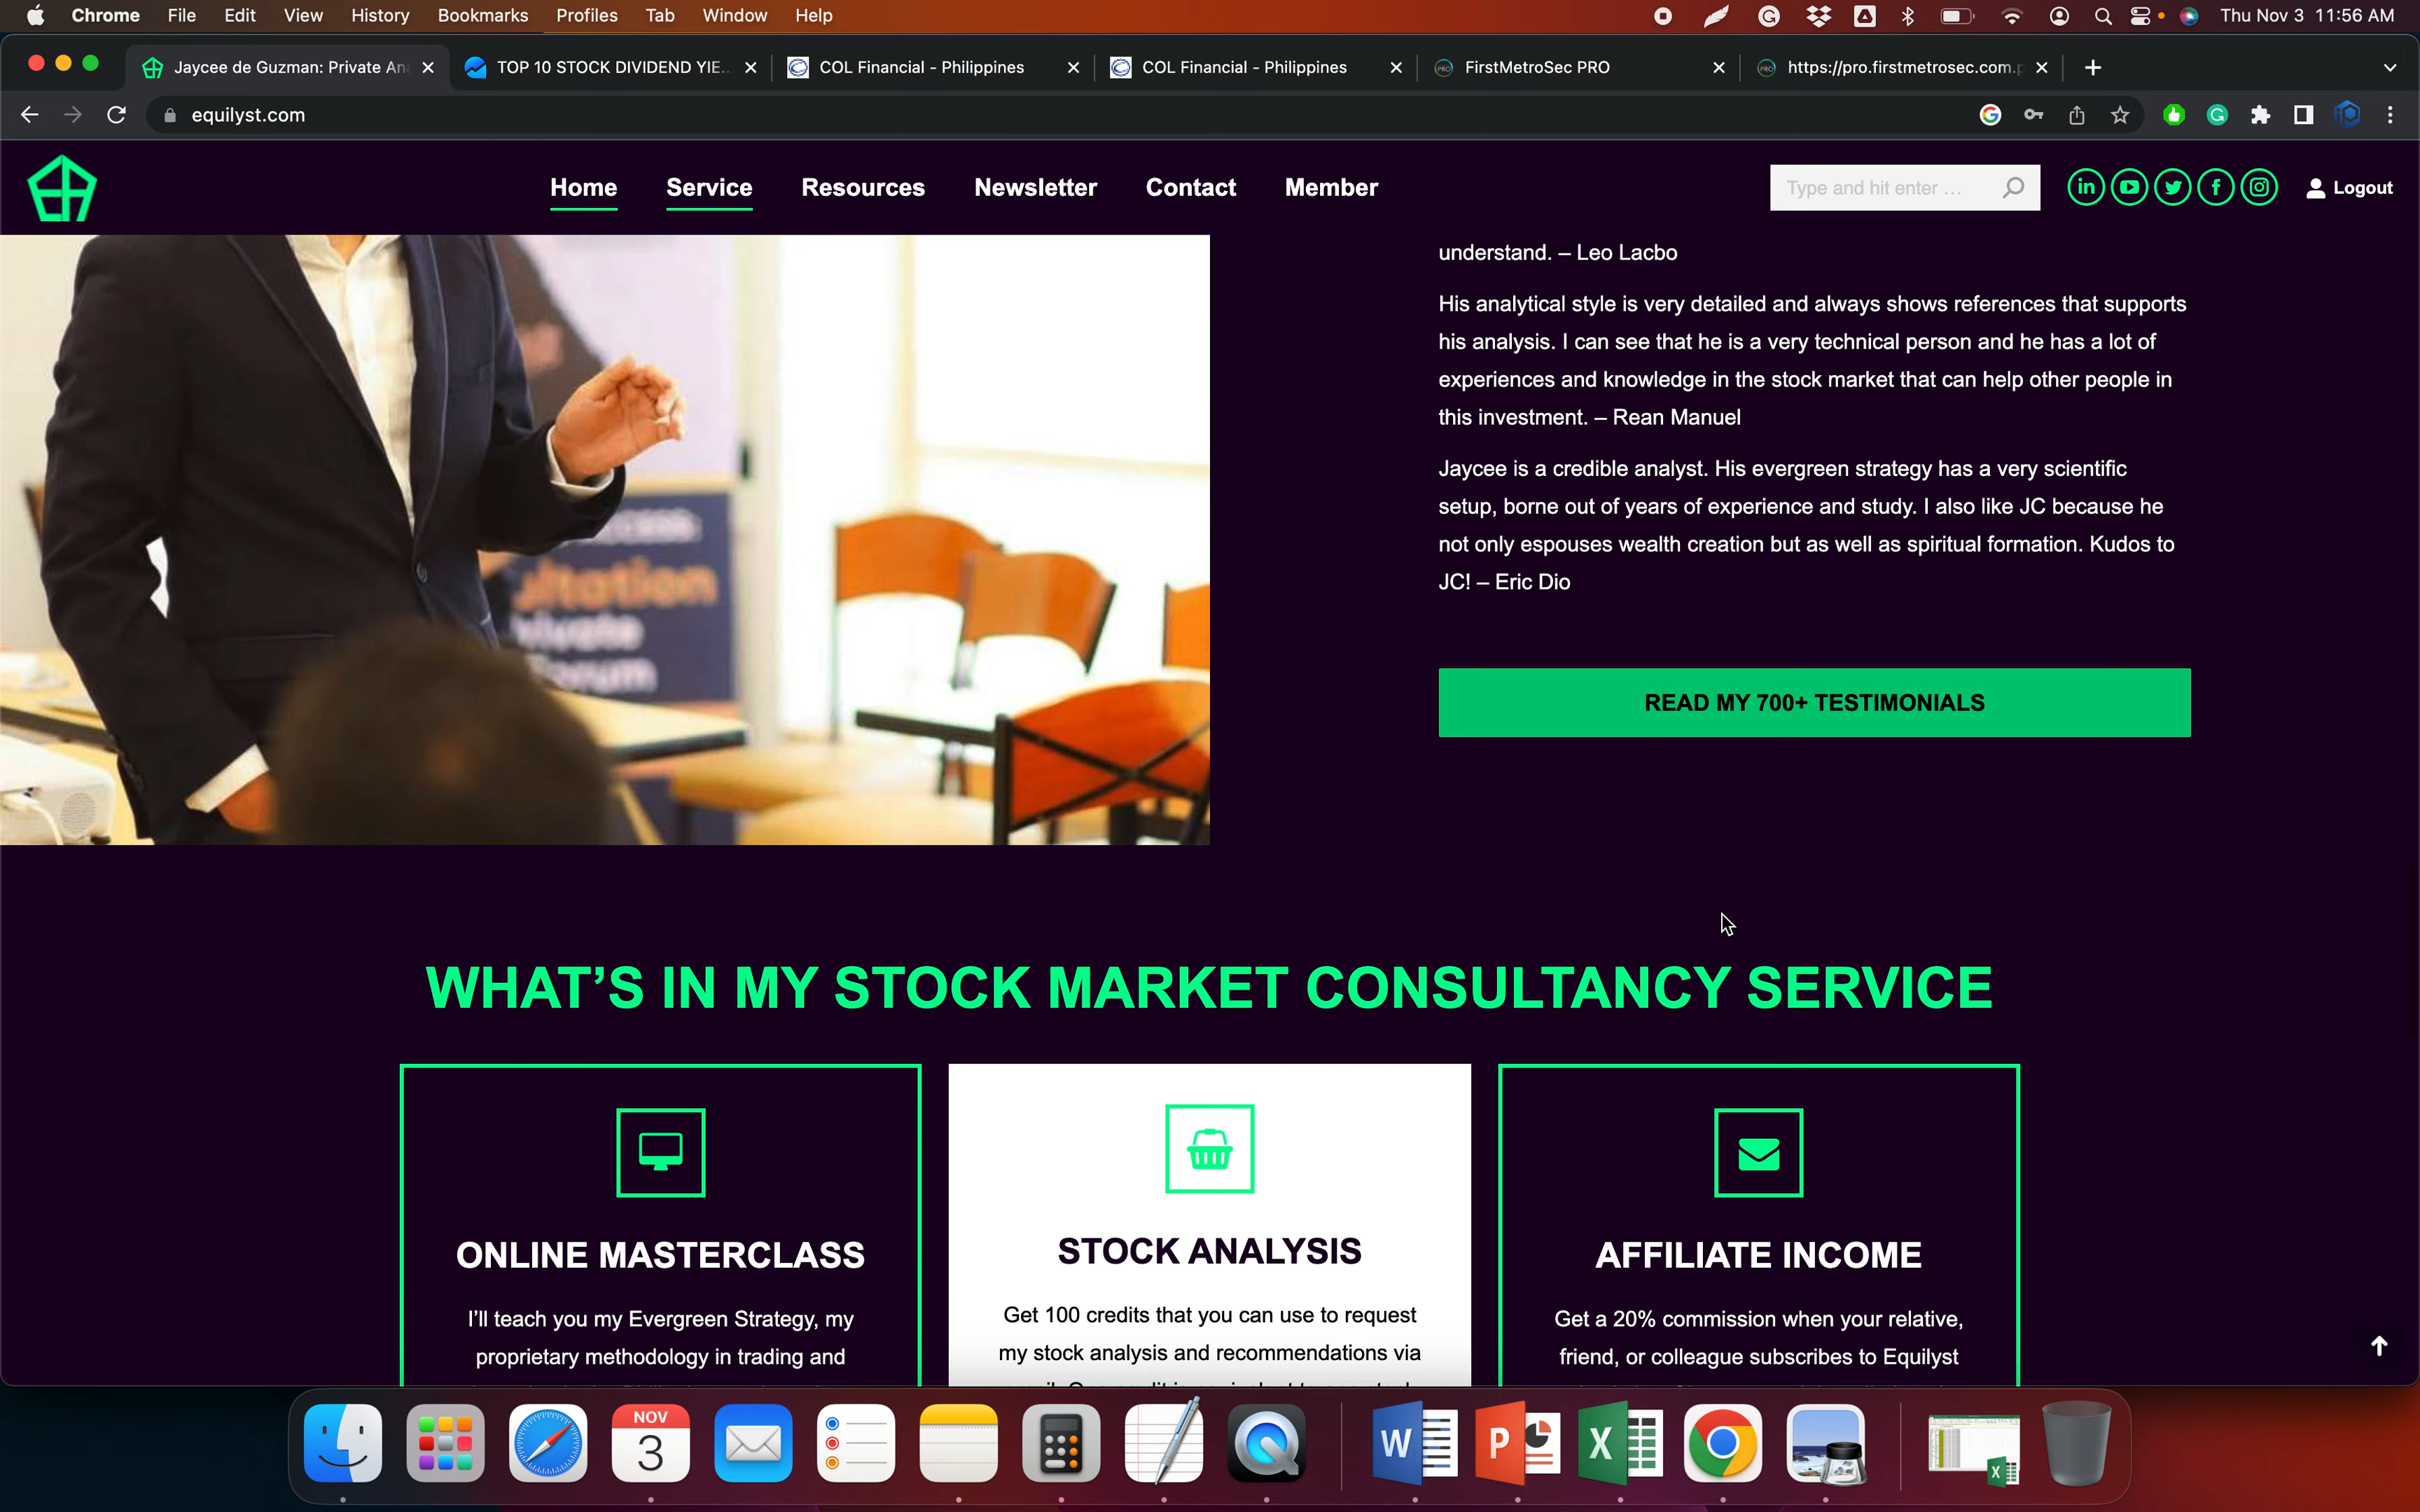 Chrome File Edit View History Bookmarks Profiles Tab Window Help Thu Nov 3 11:56 AM
Jaycee de Guzman: Private An TOP 10 STOCK DIVIDEND YIE... COL Financial - Philippines COL Financial - Philippines FirstMetroSec PRO https://pro.firstmetrosec.com.
equilyst.com
Home Service Resources Newsletter Contact Member Type and hit enter ... Logout
understand. – Leo Lacbo
His analytical style is very detailed and always shows references that supports
his analysis. I can see that he is a very technical person and he has a lot of
experiences and knowledge in the stock market that can help other people in
this investment. – Rean Manuel
Jaycee is a credible analyst. His evergreen strategy has a very scientific
setup, borne out of years of experience and study. I also like JC because he
not only espouses wealth creation but as well as spiritual formation. Kudos to
JC! – Eric Dio
READ MY 700+ TESTIMONIALS
WHAT'S IN MY STOCK MARKET CONSULTANCY SERVICE
ONLINE MASTERCLASS
I'll teach you my Evergreen Strategy, my
proprietary methodology in trading and
STOCK ANALYSIS
Get 100 credits that you can use to request
my stock analysis and recommendations via
AFFILIATE INCOME
Get a 20% commission when your relative,
friend, or colleague subscribes to Equilyst
NOV
3